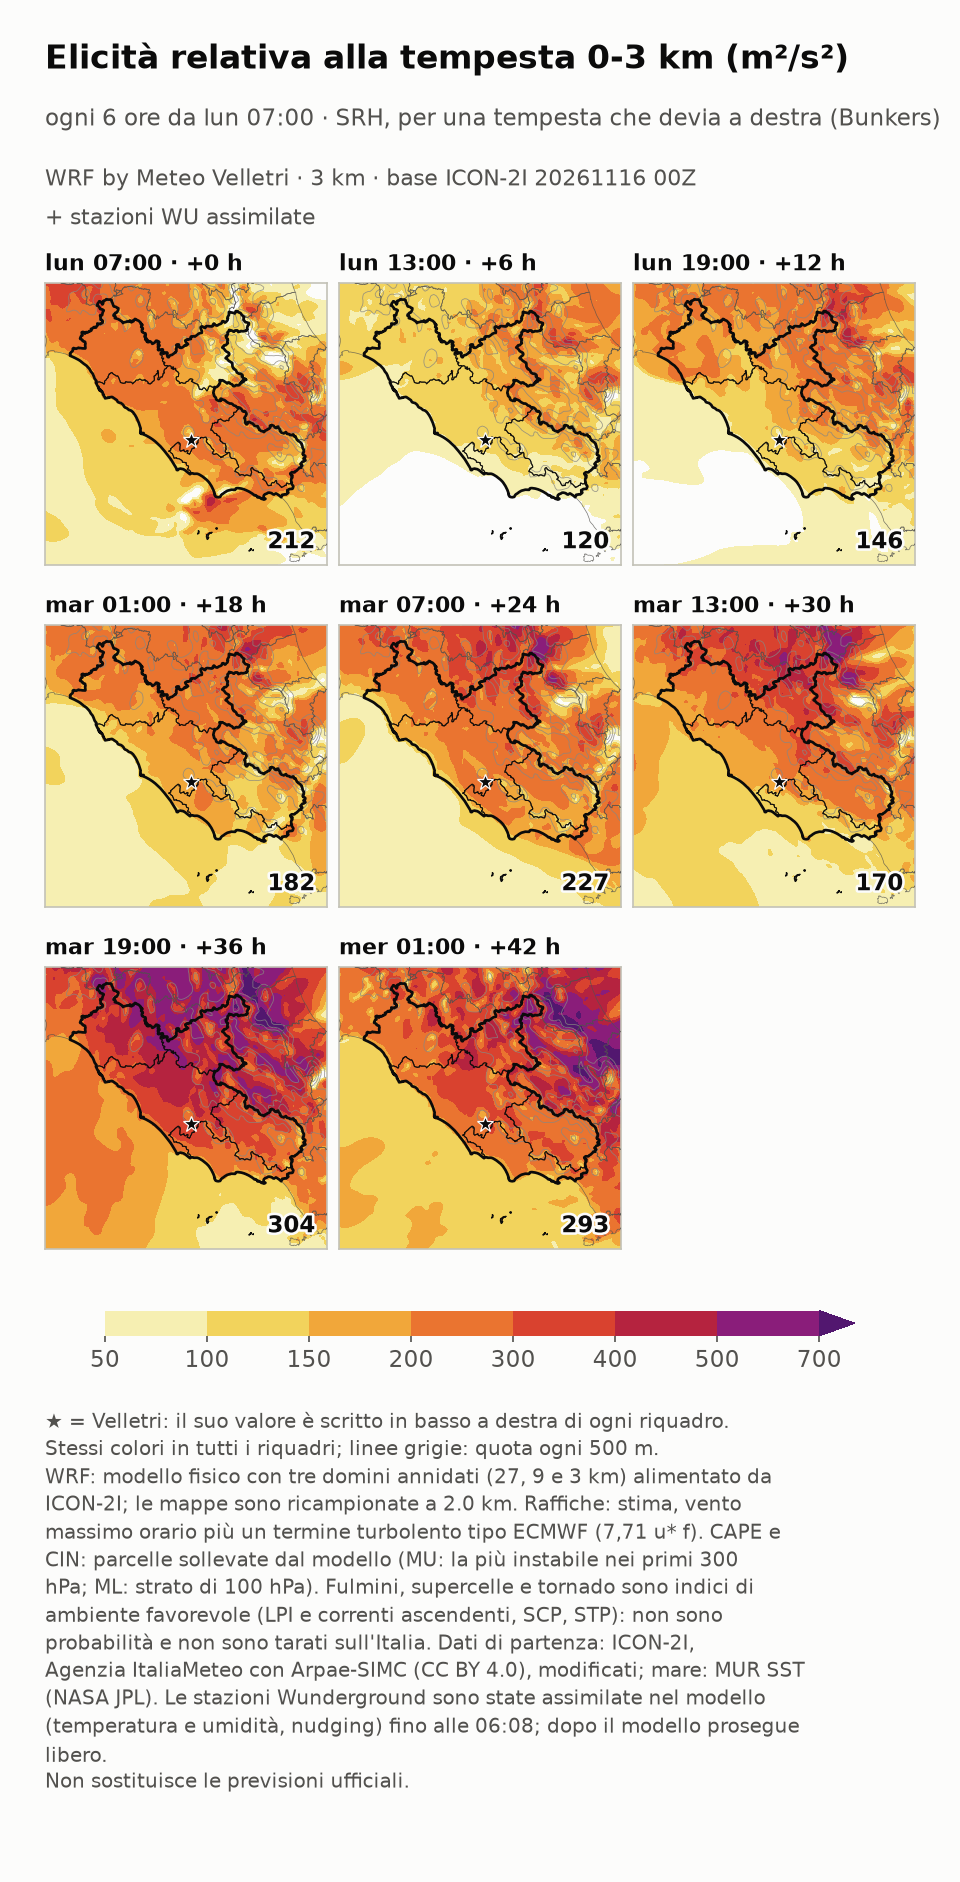 Elicità relativa alla tempesta 0-3 km (m²/s²)
ogni 6 ore da lun 07:00 · SRH, per una tempesta che devia a destra (Bunkers)
WRF by Meteo Velletri · 3 km · base ICON-2I 20261116 00Z
+ stazioni WU assimilate
lun 07:00 · +0 h
lun 13:00 · +6 h
lun 19:00 · +12 h
212
120
146
mar 01:00 · +18 h
mar 07:00 · +24 h
mar 13:00 · +30 h
182
227
170
mar 19:00 · +36 h
mer 01:00 · +42 h
304
293
50 100 150 200 300 400 500 700
★ = Velletri: il suo valore è scritto in basso a destra di ogni riquadro.
Stessi colori in tutti i riquadri; linee grigie: quota ogni 500 m.
WRF: modello fisico con tre domini annidati (27, 9 e 3 km) alimentato da
ICON-2I; le mappe sono ricampionate a 2.0 km. Raffiche: stima, vento
massimo orario più un termine turbolento tipo ECMWF (7,71 u* f). CAPE e
CIN: parcelle sollevate dal modello (MU: la più instabile nei primi 300
hPa; ML: strato di 100 hPa). Fulmini, supercelle e tornado sono indici di
ambiente favorevole (LPI e correnti ascendenti, SCP, STP): non sono
probabilità e non sono tarati sull'Italia. Dati di partenza: ICON-2I,
Agenzia ItaliaMeteo con Arpae-SIMC (CC BY 4.0), modificati; mare: MUR SST
(NASA JPL). Le stazioni Wunderground sono state assimilate nel modello
(temperatura e umidità, nudging) fino alle 06:08; dopo il modello prosegue
libero.
Non sostituisce le previsioni ufficiali.